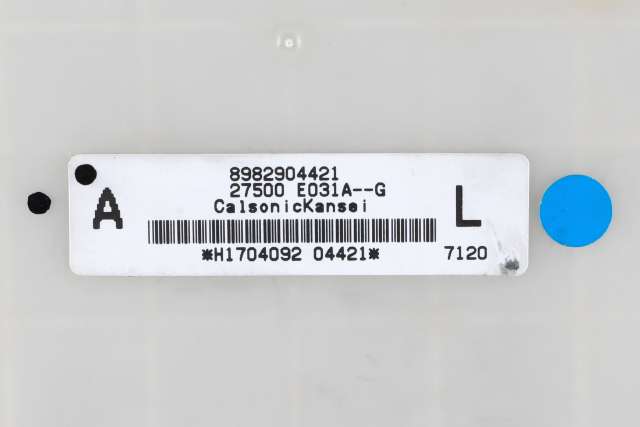 8982904421
27500 E031A--G
CalsonicKansei
A
L
*H1704092 04421*
7120